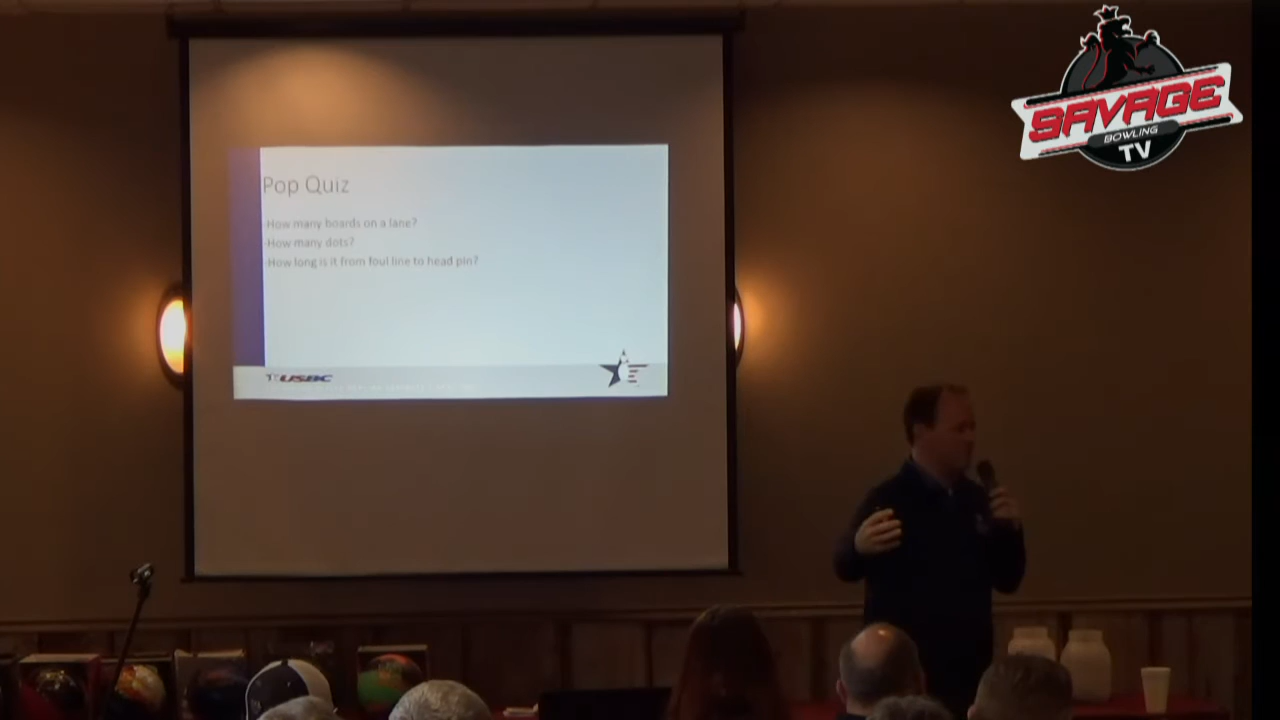 SAVAGE
BOWLING
TV
Pop Quiz
-How many boards on a lane?
-How many dots?
-How long is it from foul line to head pin?
USBC